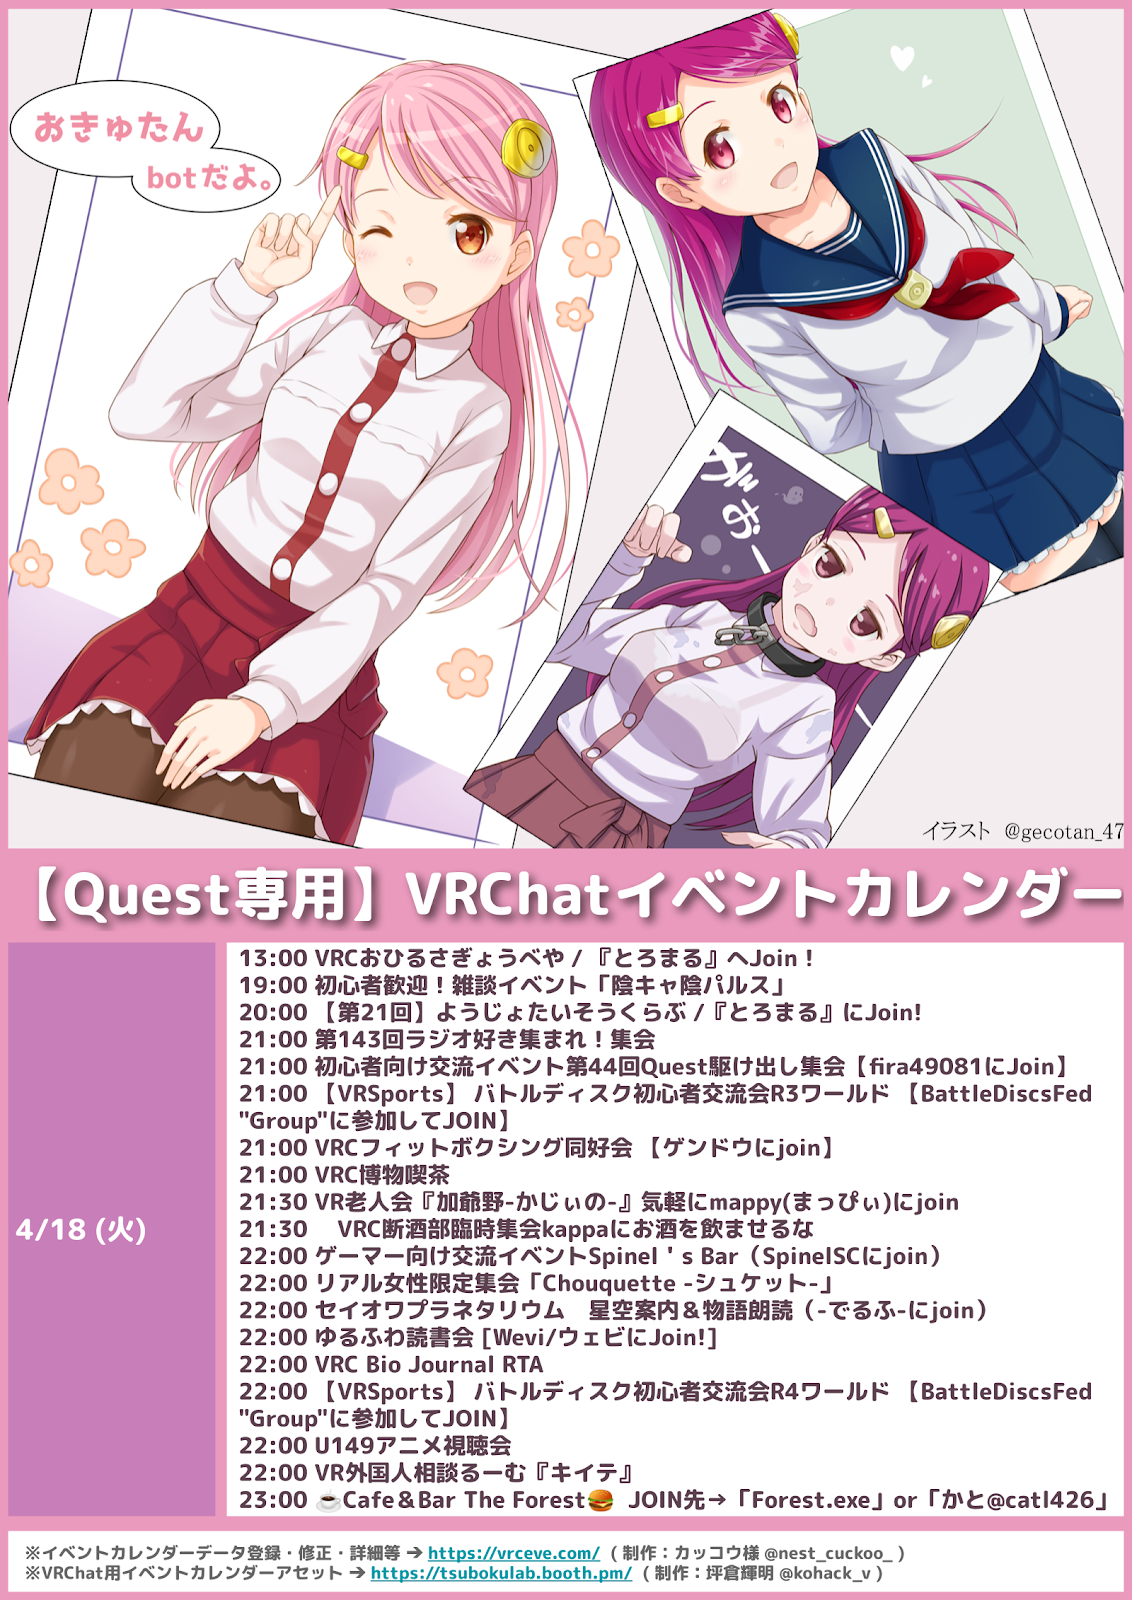 おきゅたん
botだよ。
がおー
イラスト @gecotan_47
【Quest専用】VRChatイベントカレンダー
4/18 (火)
13:00 VRCおひるさぎょうべや / 『とろまる』へJoin！
19:00 初心者歓迎！雑談イベント「陰キャ陰パルス」
20:00 【第21回】ようじょたいそうくらぶ /『とろまる』にJoin!
21:00 第143回ラジオ好き集まれ！集会
21:00 初心者向け交流イベント第44回Quest駆け出し集会【fira49081にJoin】
21:00 【VRSports】 バトルディスク初心者交流会R3ワールド 【BattleDiscsFed
"Group"に参加してJOIN】
21:00 VRCフィットボクシング同好会 【ゲンドウにjoin】
21:00 VRC博物喫茶
21:30 VR老人会『加爺野-かじぃの-』気軽にmappy(まっぴぃ)にjoin
21:30　VRC断酒部臨時集会kappaにお酒を飲ませるな
22:00 ゲーマー向け交流イベントSpinel ' s Bar（SpinelSCにjoin）
22:00 リアル女性限定集会「Chouquette -シュケット-」
22:00 セイオワプラネタリウム　星空案内＆物語朗読（-でるふ-にjoin）
22:00 ゆるふわ読書会 [Wevi/ウェビにJoin!]
22:00 VRC Bio Journal RTA
22:00 【VRSports】 バトルディスク初心者交流会R4ワールド 【BattleDiscsFed
"Group"に参加してJOIN】
22:00 U149アニメ視聴会
22:00 VR外国人相談るーむ『キイテ』
23:00 ☕Cafe＆Bar The Forest🍔 JOIN先→「Forest.exe」or「かと@catl426」
※イベントカレンダーデータ登録・修正・詳細等 ➔ https://vrceve.com/ （ 制作：カッコウ様 @nest_cuckoo_ ）
※VRChat用イベントカレンダーアセット ➔ https://tsubokulab.booth.pm/ （ 制作：坪倉輝明 @kohack_v ）